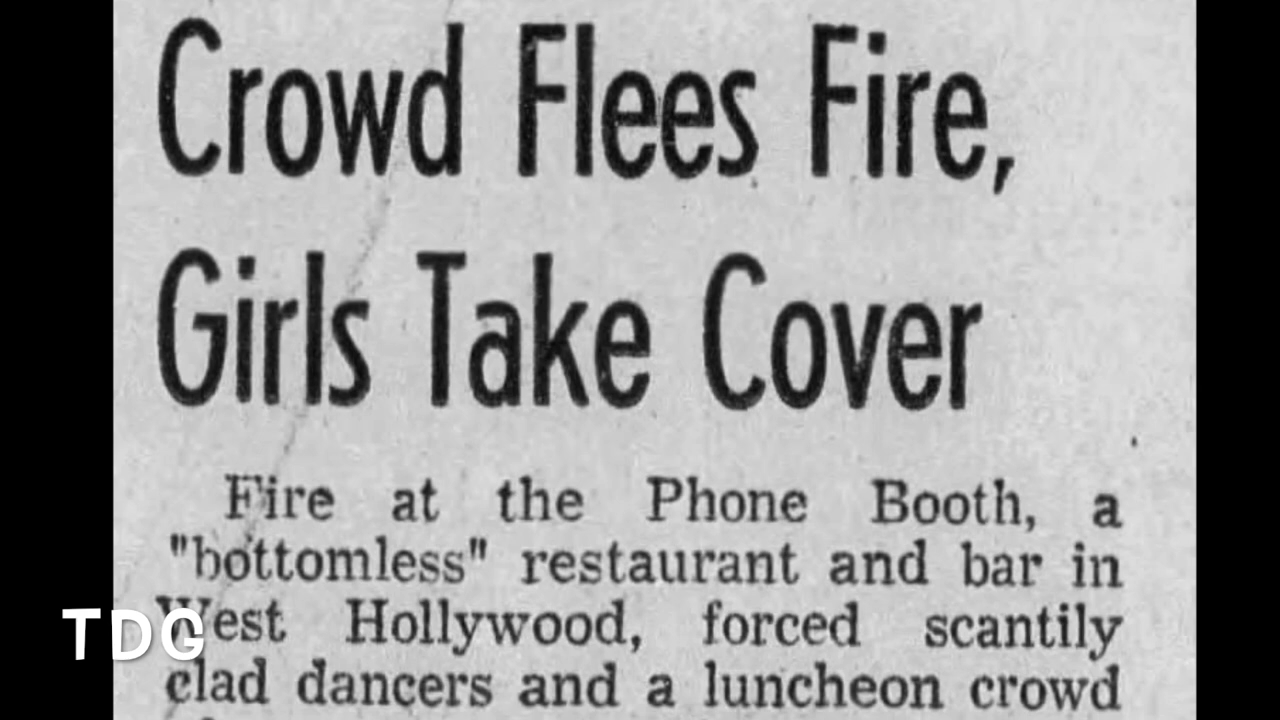 Crowd Flees Fire,
Girls Take Cover
Fire at the Phone Booth, a
"bottomless" restaurant and bar in
West Hollywood, forced scantily
clad dancers and a luncheon crowd
TDG